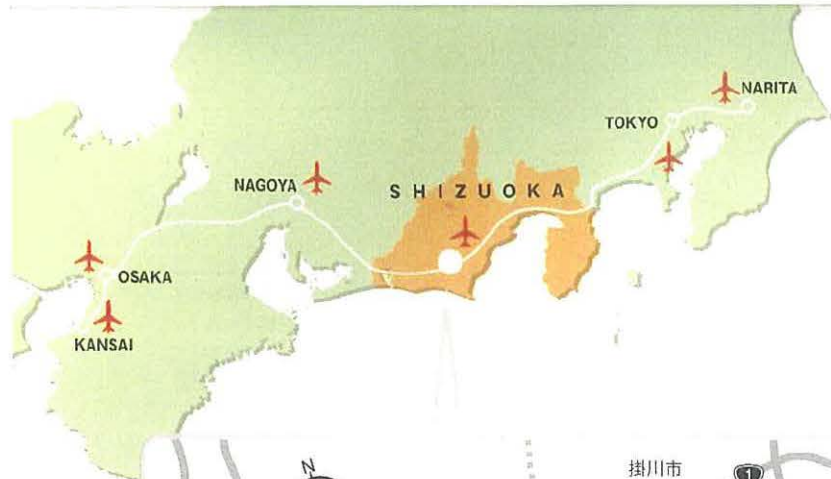 NARITA
TOKYO
NAGOYA
SHIZUOKA
OSAKA
KANSAI
N
掛川市
1